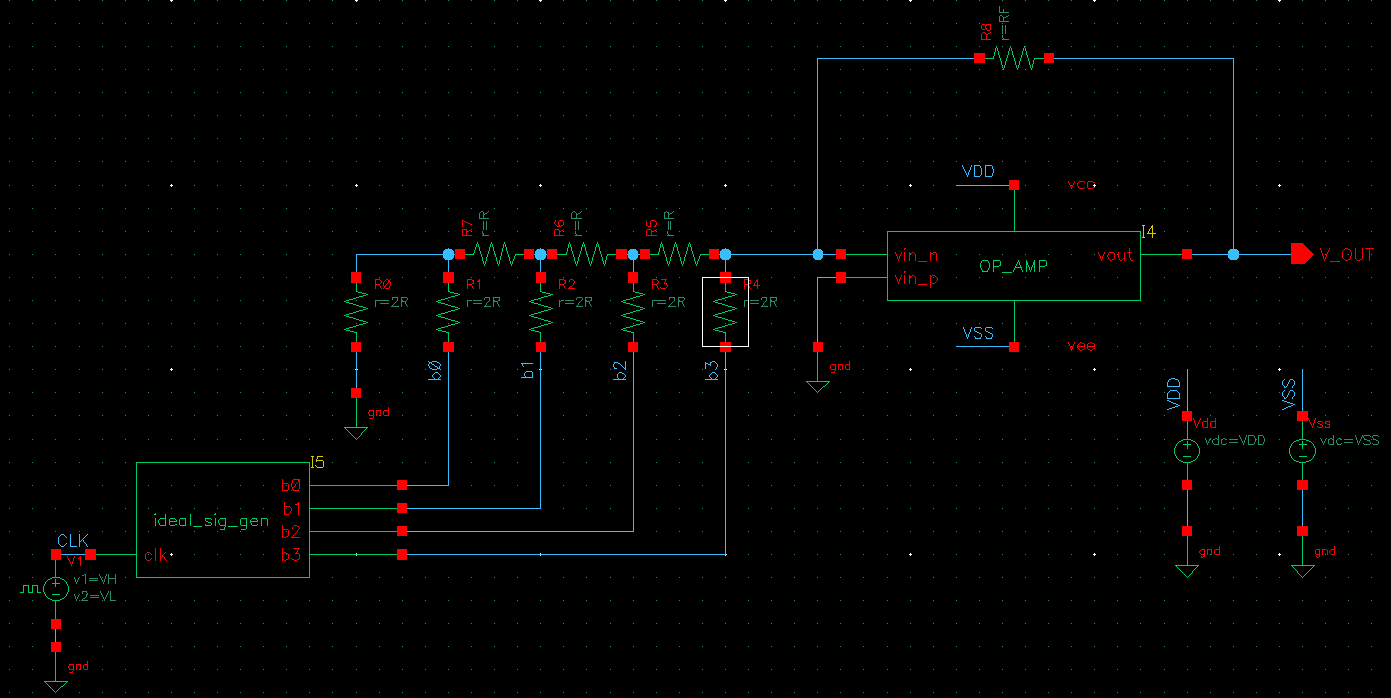 R8
r=RF
VDD
vcc
R7
r=R
R6
r=R
R5
r=R
I4
vin_n
vin_p
OP_AMP
vout
V_OUT
R0
r=2R
R1
r=2R
R2
r=2R
R3
r=2R
R4
r=2R
VSS
vee
b0
b1
b2
b3
gnd
gnd
VDD
Vdd
vdc=VDD
gnd
VSS
Vss
vdc=VSS
gnd
I5
b0
b1
b2
b3
ideal_sig_gen
clk
CLK
V1
v1=VH
v2=VL
gnd